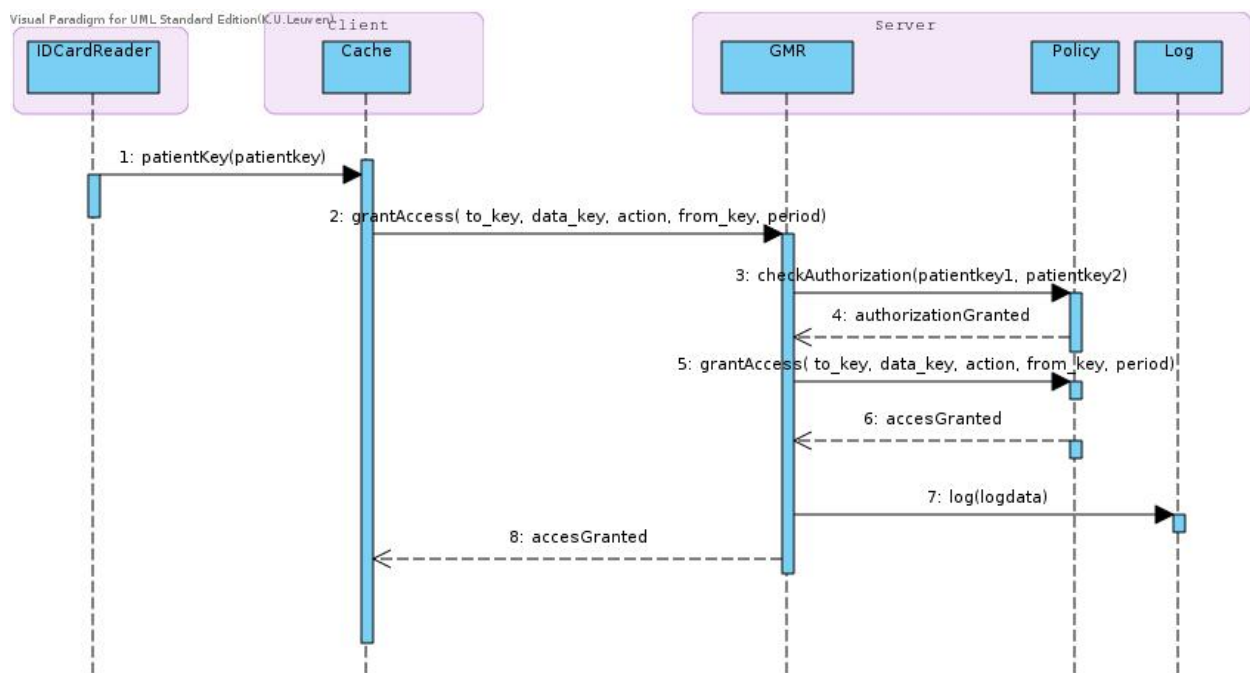 Visual Paradigm for UML Standard Edition(K.U.Leuven)
Client
Server
IDCardReader
Cache
GMR
Policy
Log
1: patientKey(patientkey)
2: grantAccess( to_key, data_key, action, from_key, period)
3: checkAuthorization(patientkey1, patientkey2)
4: authorizationGranted
5: grantAccess( to_key, data_key, action, from_key, period)
6: accesGranted
7: log(logdata)
8: accesGranted